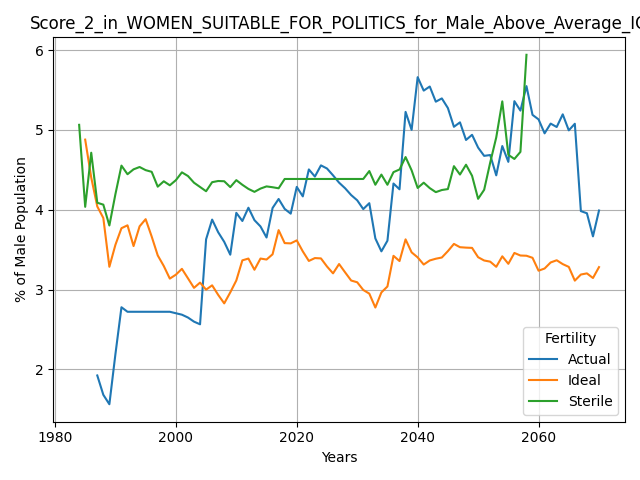 Score_2_in_WOMEN_SUITABLE_FOR_POLITICS_for_Male_Above_Average_IQ
6
5
4
3
2
% of Male Population
1980
2000
2020
2040
2060
Years
Fertility
Actual
Ideal
Sterile